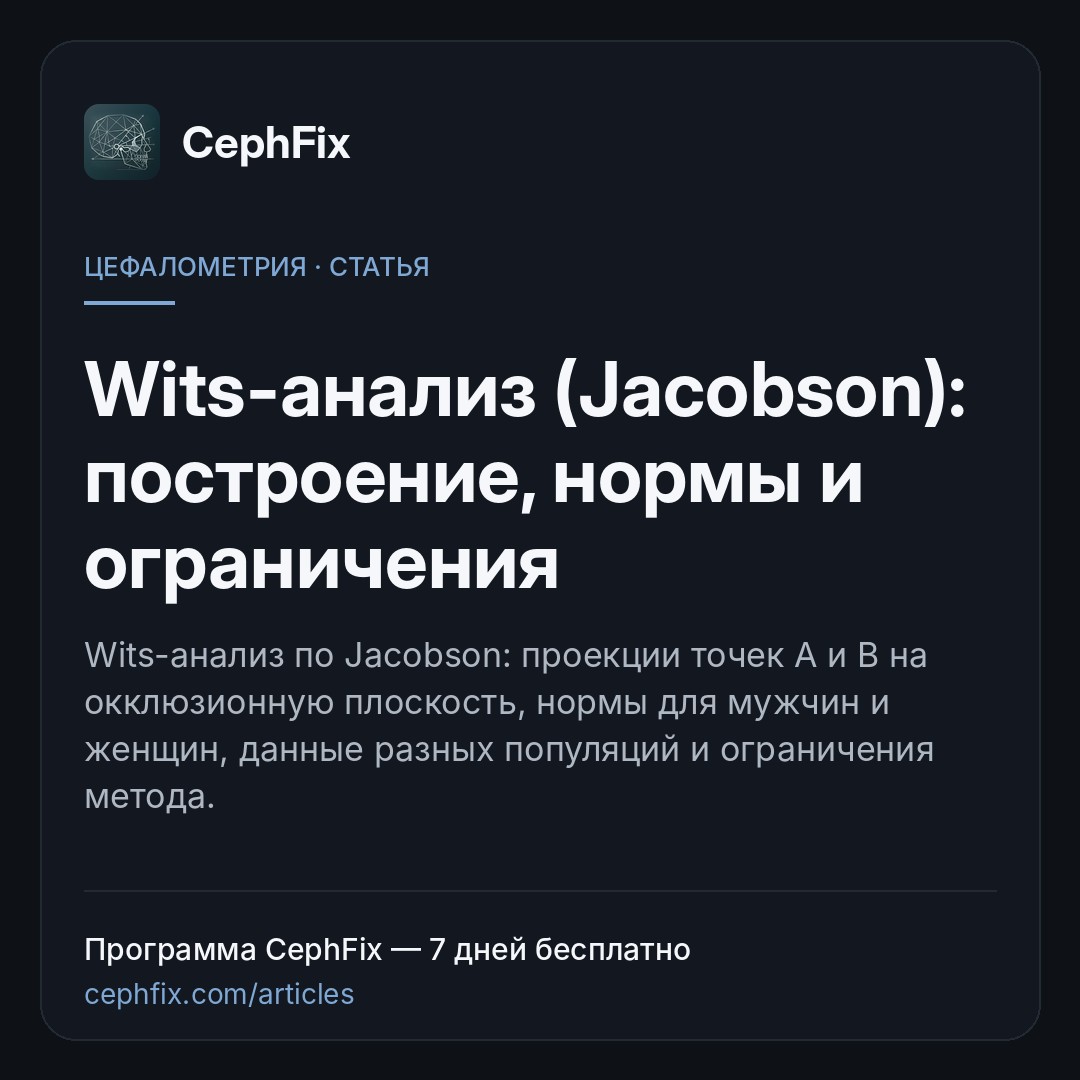 CephFix
ЦЕФАЛОМЕТРИЯ · СТАТЬЯ
Wits-анализ (Jacobson):
построение, нормы и
ограничения
Wits-анализ по Jacobson: проекции точек A и B на
окклюзионную плоскость, нормы для мужчин и
женщин, данные разных популяций и ограничения
метода.
Программа CephFix — 7 дней бесплатно
cephfix.com/articles